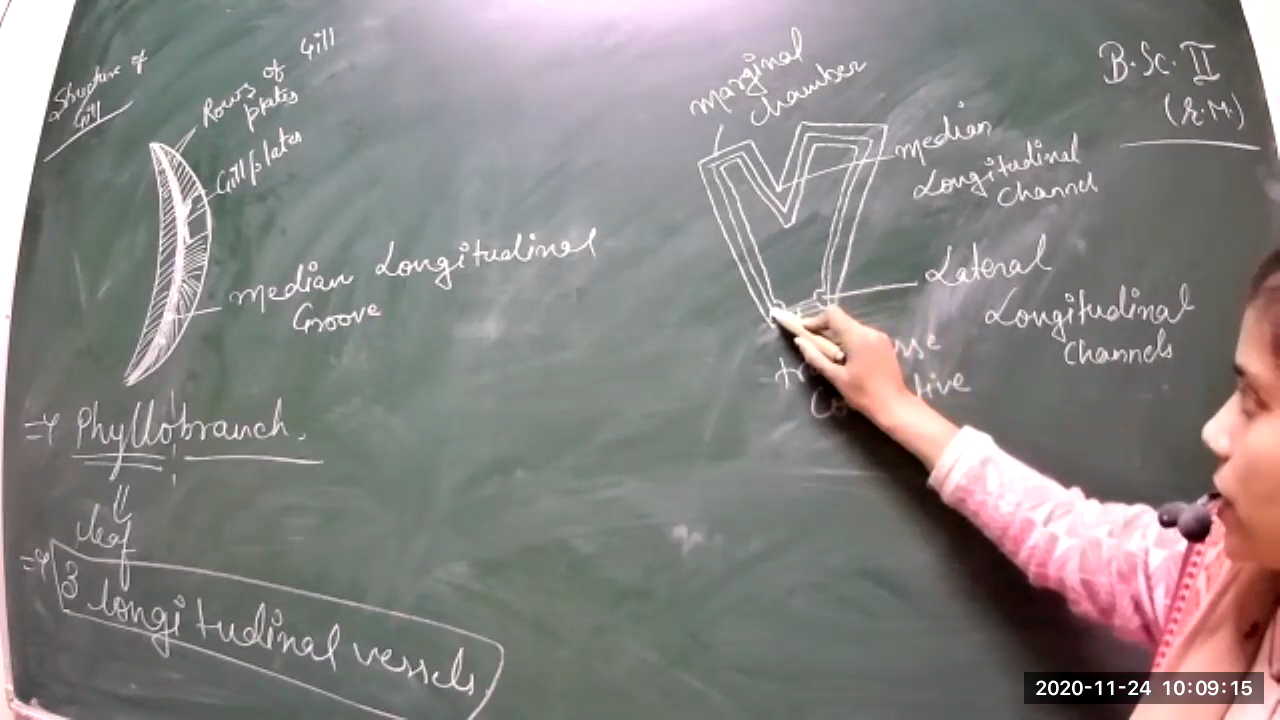 Structure of
Gill
Rows of Gill
plates
Gill plates
Median Longitudinal
Groove
=> Phyllobranch.
leaf
=> 3 longitudinal vessels
Marginal
Chamber
median
Longitudinal
Channel
Lateral
Longitudinal
Channels
B.Sc. II
2020-11-24 10:09:15